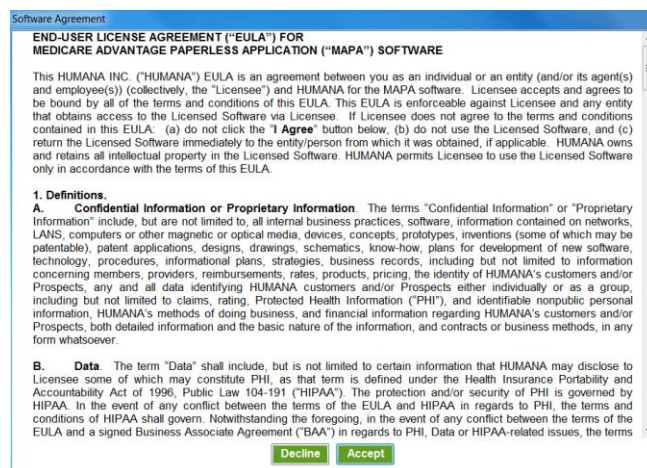 Software Agreement
END-USER LICENSE AGREEMENT ("EULA") FOR
MEDICARE ADVANTAGE PAPERLESS APPLICATION ("MAPA") SOFTWARE
This HUMANA INC. ("HUMANA") EULA is an agreement between you as an individual or an entity (and/or its agent(s)
and employee(s)) (collectively, the "Licensee") and HUMANA for the MAPA software. Licensee accepts and agrees to
be bound by all of the terms and conditions of this EULA. This EULA is enforceable against Licensee and any entity
that obtains access to the Licensed Software via Licensee. If Licensee does not agree to the terms and conditions
contained in this EULA: (a) do not click the "I Agree" button below, (b) do not use the Licensed Software, and (c)
return the Licensed Software immediately to the entity/person from which it was obtained, if applicable. HUMANA owns
and retains all intellectual property in the Licensed Software. HUMANA permits Licensee to use the Licensed Software
only in accordance with the terms of this EULA.
1. Definitions.
A. Confidential Information or Proprietary Information. The terms "Confidential Information" or "Proprietary
Information" include, but are not limited to, all internal business practices, software, information contained on networks,
LANS, computers or other magnetic or optical media, devices, concepts, prototypes, inventions (some of which may be
patentable), patent applications, designs, drawings, schematics, know-how, plans for development of new software,
technology, procedures, informational plans, strategies, business records, including but not limited to information
concerning members, providers, reimbursements, rates, products, pricing, the identity of HUMANA's customers and/or
Prospects, any and all data identifying HUMANA customers and/or Prospects either individually or as a group,
including but not limited to claims, rating, Protected Health Information ("PHI"), and identifiable nonpublic personal
information, HUMANA's methods of doing business, and financial information regarding HUMANA's customers and/or
Prospects, both detailed information and the basic nature of the information, and contracts or business methods, in any
form whatsoever.
B. Data. The term "Data" shall include, but is not limited to certain information that HUMANA may disclose to
Licensee some of which may constitute PHI, as that term is defined under the Health Insurance Portability and
Accountability Act of 1996, Public Law 104-191 ("HIPAA"). The protection and/or security of PHI is governed by
HIPAA. In the event of any conflict between the terms of the EULA and HIPAA in regards to PHI, the terms and
conditions of HIPAA shall govern. Notwithstanding the foregoing, in the event of any conflict between the terms of the
EULA and a signed Business Associate Agreement ("BAA") in regards to PHI, Data or HIPAA-related issues, the terms
Decline Accept